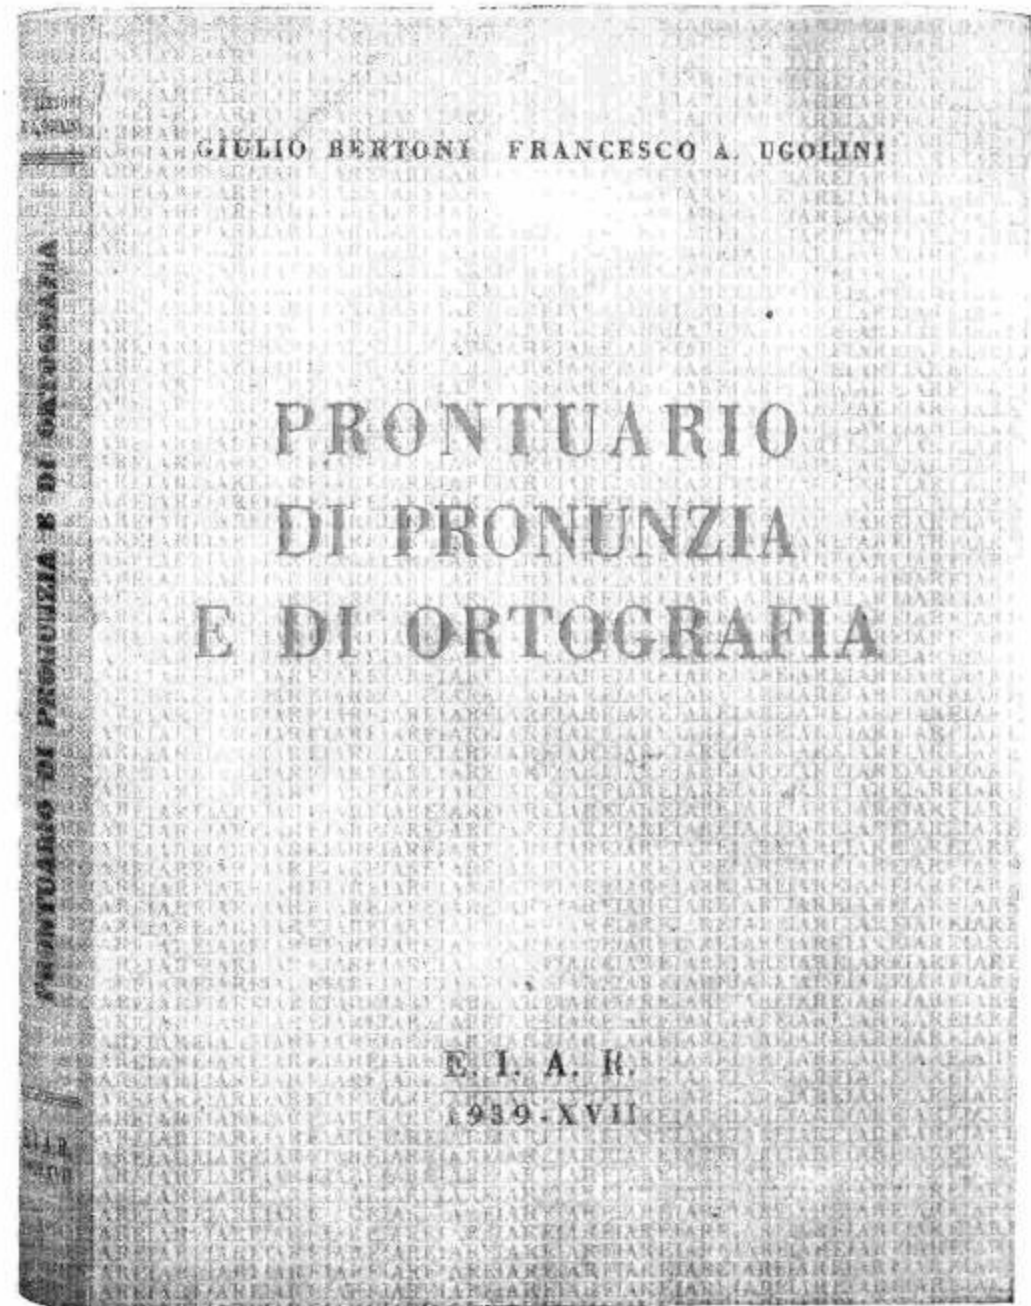 GIULIO BERTONI FRANCESCO A. UGOLINI
PRONTUARIO
DI PRONUNZIA
E DI ORTOGRAFIA
E. I. A. R.
1939-XVII
PRONTUARIO DI PRONUNZIA E DI ORTOGRAFIA
E.I.A.R.